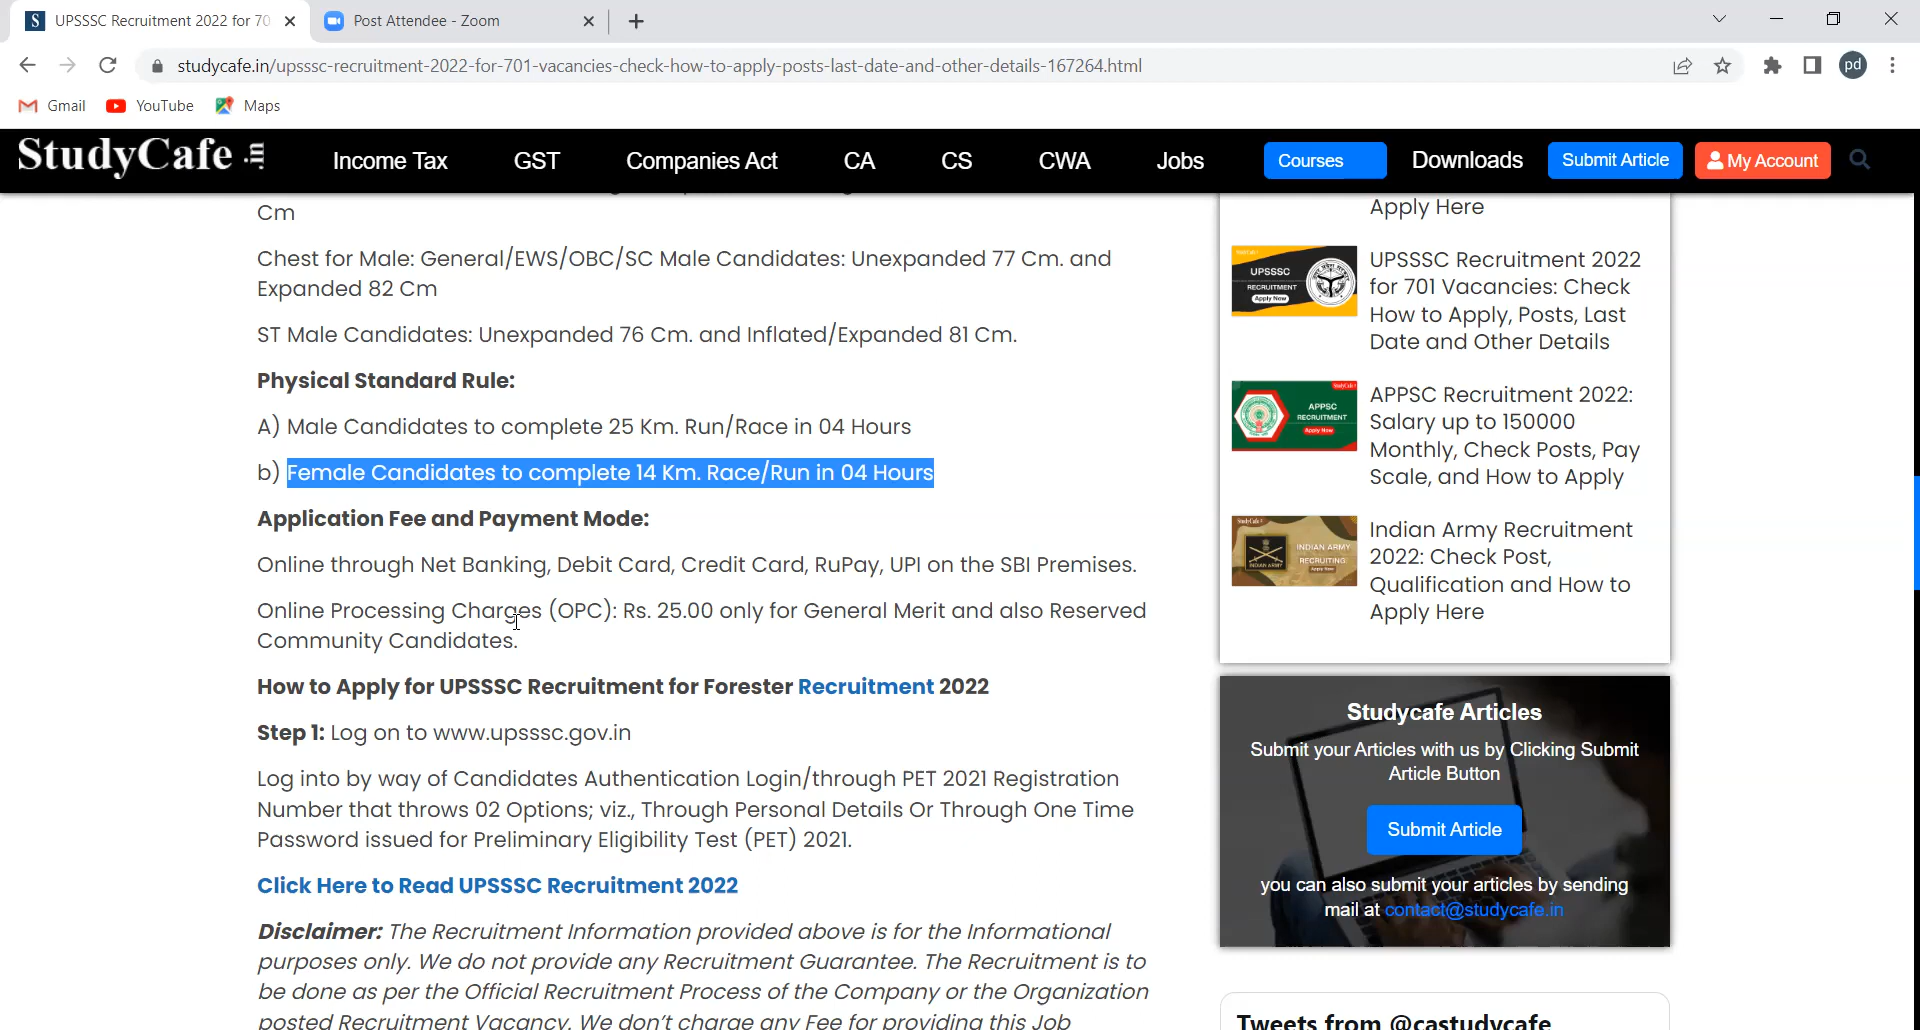 UPSSSC Recruitment 2022 for 70
Post Attendee - Zoom
studycafe.in/upsssc-recruitment-2022-for-701-vacancies-check-how-to-apply-posts-last-date-and-other-details-167264.html
pd
Gmail
YouTube
Maps
StudyCafe .in
Income Tax
GST
Companies Act
CA
CS
CWA
Jobs
Courses
Downloads
Submit Article
My Account
Cm
Chest for Male: General/EWS/OBC/SC Male Candidates: Unexpanded 77 Cm. and
Expanded 82 Cm
ST Male Candidates: Unexpanded 76 Cm. and Inflated/Expanded 81 Cm.
Physical Standard Rule:
A) Male Candidates to complete 25 Km. Run/Race in 04 Hours
b) Female Candidates to complete 14 Km. Race/Run in 04 Hours
Application Fee and Payment Mode:
Online through Net Banking, Debit Card, Credit Card, RuPay, UPI on the SBI Premises.
Online Processing Charges (OPC): Rs. 25.00 only for General Merit and also Reserved
Community Candidates.
How to Apply for UPSSSC Recruitment for Forester Recruitment 2022
Step 1: Log on to www.upsssc.gov.in
Log into by way of Candidates Authentication Login/through PET 2021 Registration
Number that throws 02 Options; viz., Through Personal Details Or Through One Time
Password issued for Preliminary Eligibility Test (PET) 2021.
Click Here to Read UPSSSC Recruitment 2022
Disclaimer: The Recruitment Information provided above is for the Informational
purposes only. We do not provide any Recruitment Guarantee. The Recruitment is to
be done as per the Official Recruitment Process of the Company or the Organization
posted Recruitment Vacancy. We don't charge any Fee for providing this Job
Apply Here
UPSSSC
RECRUITMENT
Apply Now
UPSSSC Recruitment 2022
for 701 Vacancies: Check
How to Apply, Posts, Last
Date and Other Details
APPSC
RECRUITMENT
Apply Now
APPSC Recruitment 2022:
Salary up to 150000
Monthly, Check Posts, Pay
Scale, and How to Apply
StudyCafe
INDIAN ARMY
INDIAN ARMY
RECRUITING
Apply Now
Indian Army Recruitment
2022: Check Post,
Qualification and How to
Apply Here
Studycafe Articles
Submit your Articles with us by Clicking Submit
Article Button
Submit Article
you can also submit your articles by sending
mail at contact@studycafe.in
Tweets from @castudycafe